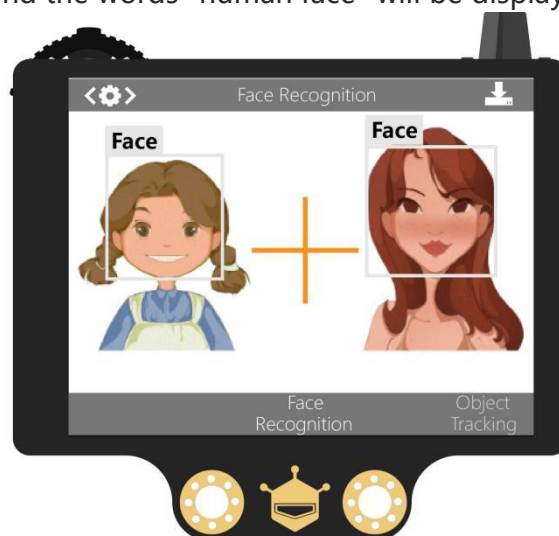 nd the words "human face" will be display
Face Recognition
Face
Face
Face
Recognition
Object
Tracking